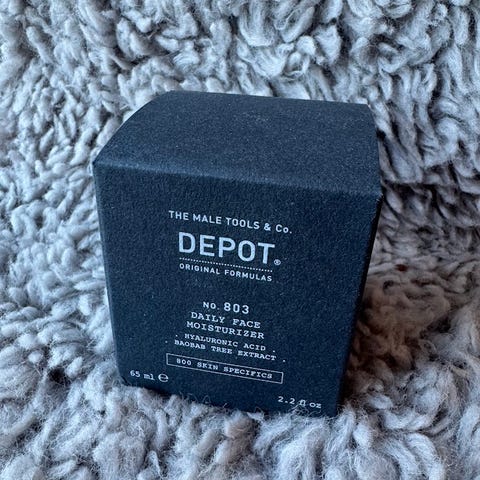 THE MALE TOOLS & Co.
DEPOT®
ORIGINAL FORMULAS
No. 803
DAILY FACE
MOISTURIZER
• HYALURONIC ACID
BAOBAB TREE EXTRACT •
800 SKIN SPECIFICS
65 ml ℮ 2.2 fl oz